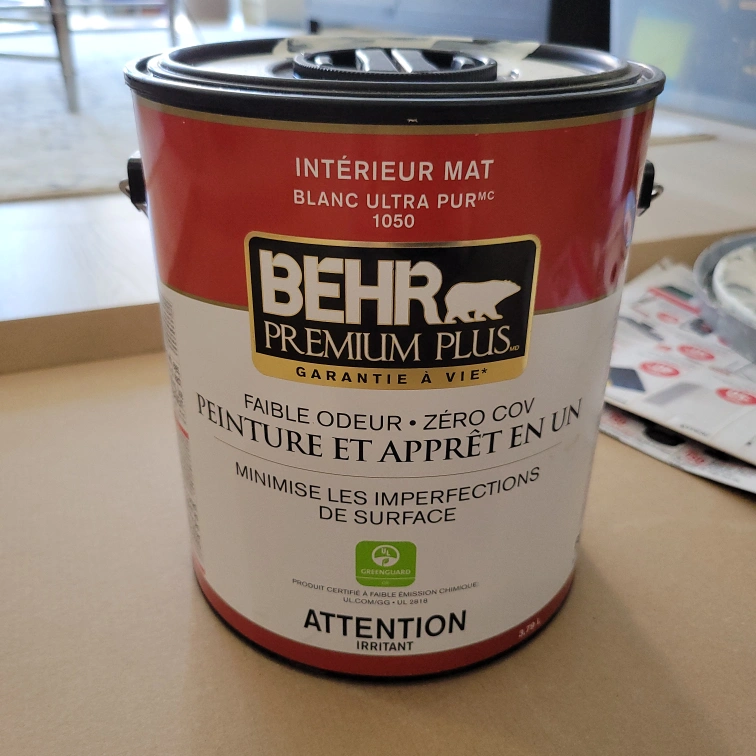 INTÉRIEUR MAT
BLANC ULTRA PURᴹᶜ
1050
BEHR
PREMIUM PLUS
GARANTIE À VIE*
FAIBLE ODEUR • ZÉRO COV
PEINTURE ET APPRÊT EN UN
MINIMISE LES IMPERFECTIONS
DE SURFACE
UL
GREENGUARD
PRODUIT CERTIFIÉ À FAIBLE ÉMISSION CHIMIQUE:
UL.COM/GG • UL 2818
ATTENTION
IRRITANT
3,79 L